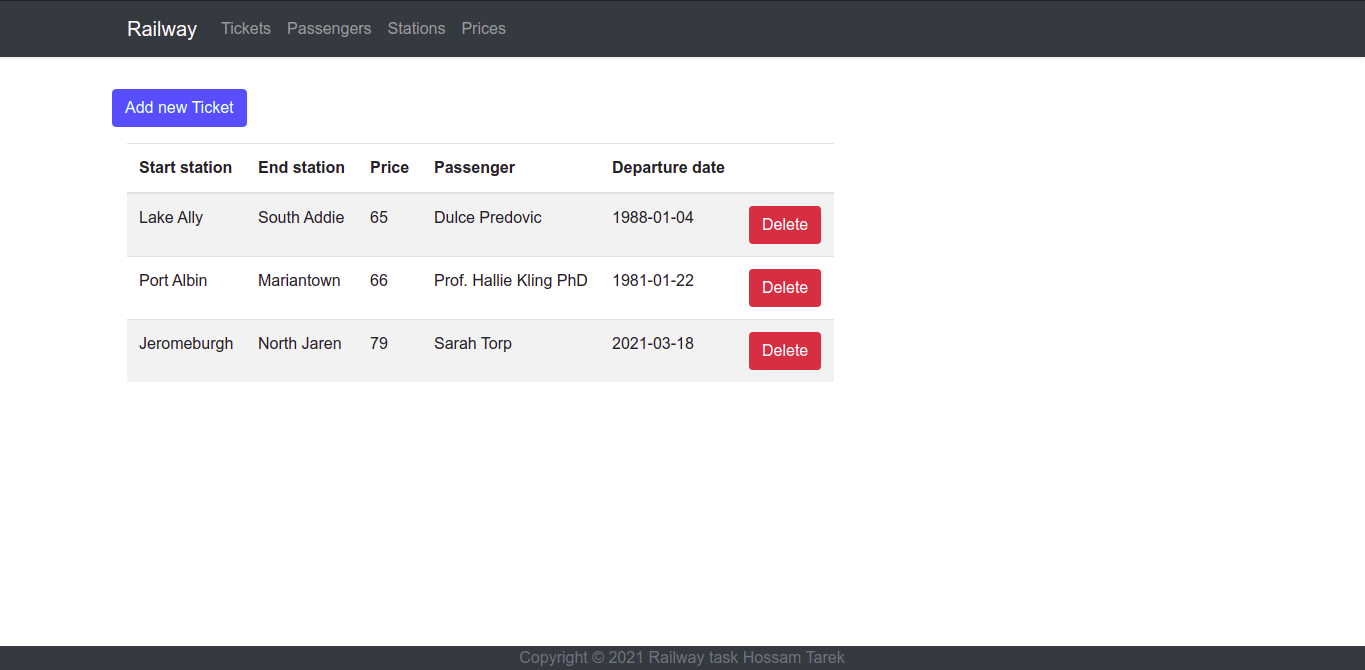 Railway Tickets Passengers Stations Prices
Add new Ticket
Start station End station Price Passenger Departure date
Lake Ally South Addie 65 Dulce Predovic 1988-01-04 Delete
Port Albin Mariantown 66 Prof. Hallie Kling PhD 1981-01-22 Delete
Jeromeburgh North Jaren 79 Sarah Torp 2021-03-18 Delete
Copyright © 2021 Railway task Hossam Tarek